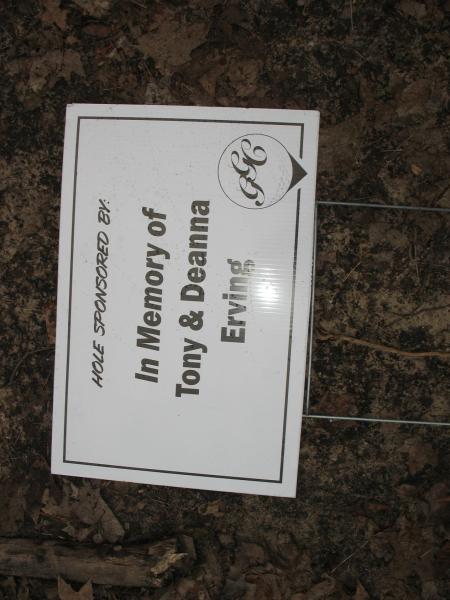 HOLE SPONSORED BY:
In Memory of
Tony & Deanna
Erving